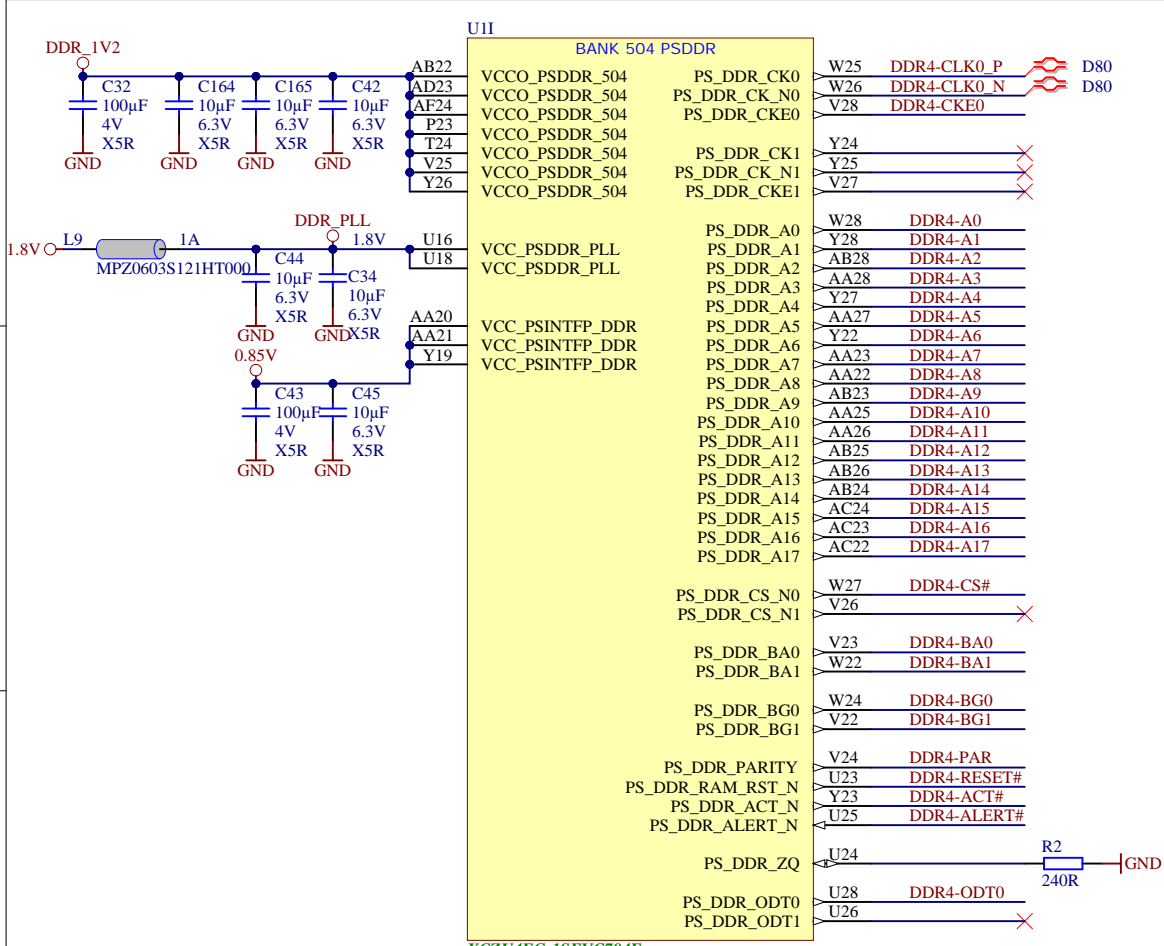 U1I
BANK 504 PSDDR
DDR_1V2
C32
100µF
4V
X5R
GND
C164
10µF
6.3V
X5R
GND
C165
10µF
6.3V
X5R
GND
C42
10µF
6.3V
X5R
GND
AB22 VCCO_PSDDR_504
AD23 VCCO_PSDDR_504
AF24 VCCO_PSDDR_504
P23 VCCO_PSDDR_504
T24 VCCO_PSDDR_504
V25 VCCO_PSDDR_504
Y26 VCCO_PSDDR_504
1.8V L9 1A
MPZ0603S121HT000
DDR_PLL
1.8V
C44
10µF
6.3V
X5R
GND
C34
10µF
6.3V
X5R
GND
U16 VCC_PSDDR_PLL
U18 VCC_PSDDR_PLL
AA20 VCC_PSINTFP_DDR
AA21 VCC_PSINTFP_DDR
Y19 VCC_PSINTFP_DDR
0.85V
C43
100µF
4V
X5R
GND
C45
10µF
6.3V
X5R
GND
PS_DDR_CK0 W25 DDR4-CLK0_P D80
PS_DDR_CK_N0 W26 DDR4-CLK0_N D80
PS_DDR_CKE0 V28 DDR4-CKE0
PS_DDR_CK1 Y24
PS_DDR_CK_N1 Y25
PS_DDR_CKE1 V27
PS_DDR_A0 W28 DDR4-A0
PS_DDR_A1 Y28 DDR4-A1
PS_DDR_A2 AB28 DDR4-A2
PS_DDR_A3 AA28 DDR4-A3
PS_DDR_A4 Y27 DDR4-A4
PS_DDR_A5 AA27 DDR4-A5
PS_DDR_A6 Y22 DDR4-A6
PS_DDR_A7 AA23 DDR4-A7
PS_DDR_A8 AA22 DDR4-A8
PS_DDR_A9 AB23 DDR4-A9
PS_DDR_A10 AA25 DDR4-A10
PS_DDR_A11 AA26 DDR4-A11
PS_DDR_A12 AB25 DDR4-A12
PS_DDR_A13 AB26 DDR4-A13
PS_DDR_A14 AB24 DDR4-A14
PS_DDR_A15 AC24 DDR4-A15
PS_DDR_A16 AC23 DDR4-A16
PS_DDR_A17 AC22 DDR4-A17
PS_DDR_CS_N0 W27 DDR4-CS#
PS_DDR_CS_N1 V26
PS_DDR_BA0 V23 DDR4-BA0
PS_DDR_BA1 W22 DDR4-BA1
PS_DDR_BG0 W24 DDR4-BG0
PS_DDR_BG1 V22 DDR4-BG1
PS_DDR_PARITY V24 DDR4-PAR
PS_DDR_RAM_RST_N U23 DDR4-RESET#
PS_DDR_ACT_N Y23 DDR4-ACT#
PS_DDR_ALERT_N U25 DDR4-ALERT#
PS_DDR_ZQ U24 R2 GND
240R
PS_DDR_ODT0 U28 DDR4-ODT0
PS_DDR_ODT1 U26